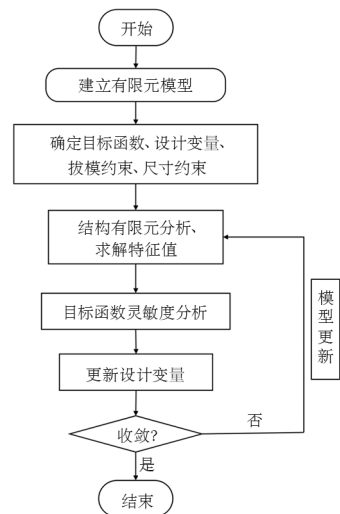 开始
建立有限元模型
确定目标函数、设计变量、
拔模约束、尺寸约束
结构有限元分析、
求解特征值
目标函数灵敏度分析
更新设计变量
收敛?
否
是
结束
模
型
更
新